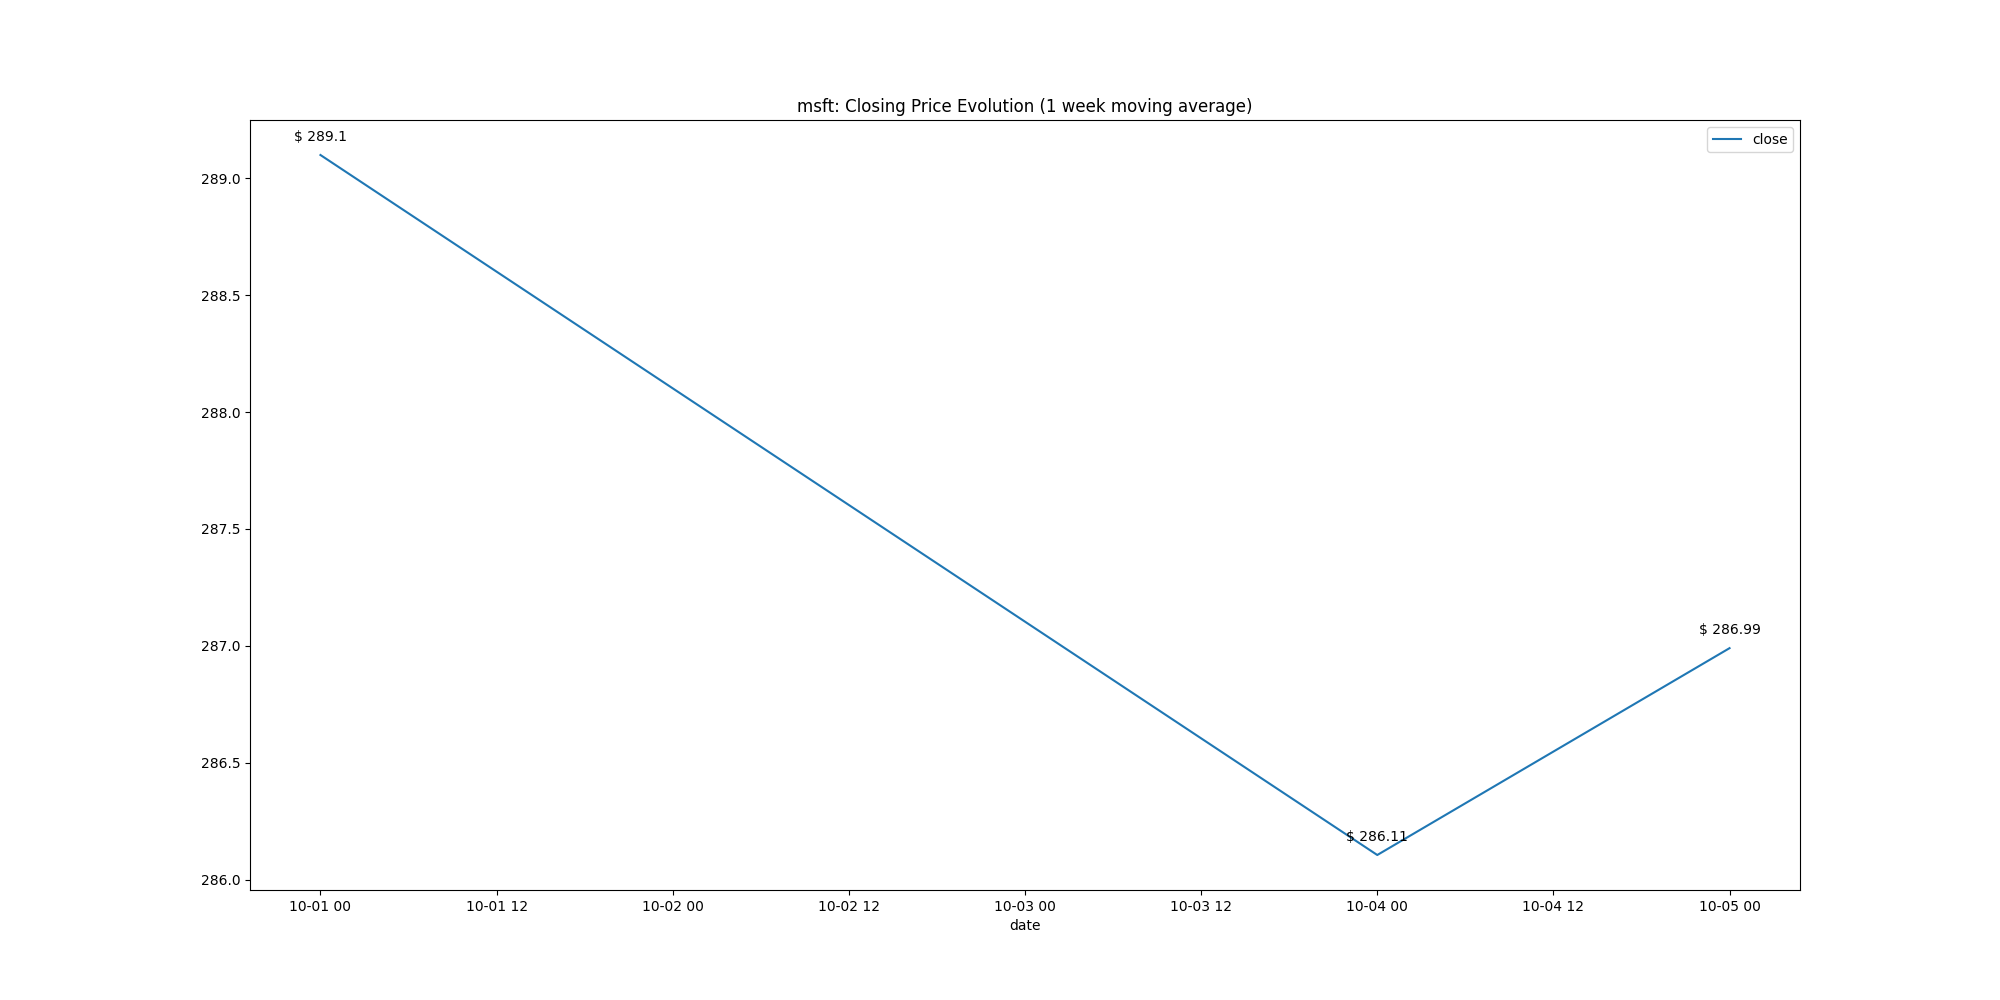 msft: Closing Price Evolution (1 week moving average)
$ 289.1
close
289.0
288.5
288.0
287.5
287.0
$ 286.99
286.5
$ 286.11
286.0
10-01 00 10-01 12 10-02 00 10-02 12 10-03 00 10-03 12 10-04 00 10-04 12 10-05 00
date